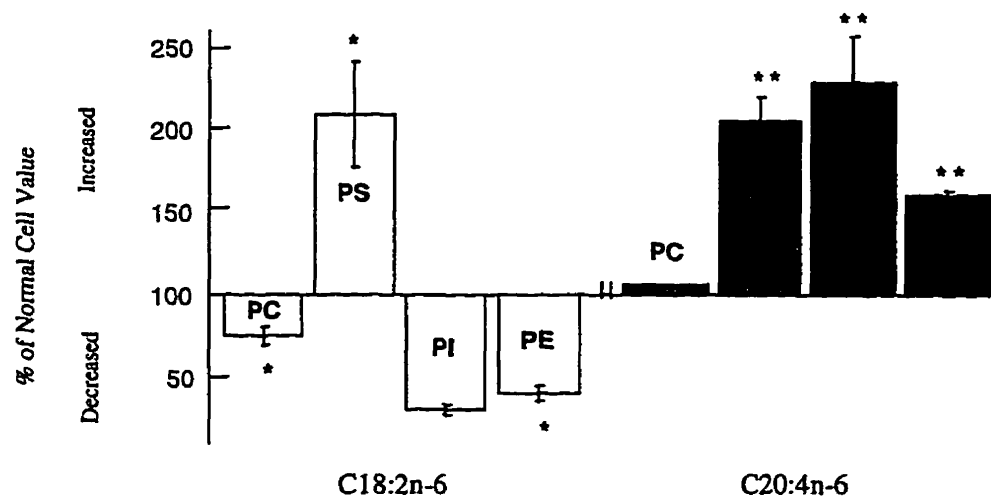 % of Normal Cell Value
Increased
Decreased
250
200
150
100
50
*
PS
PC
*
PI
PE
*
PC
**
**
**
C18:2n-6
C20:4n-6